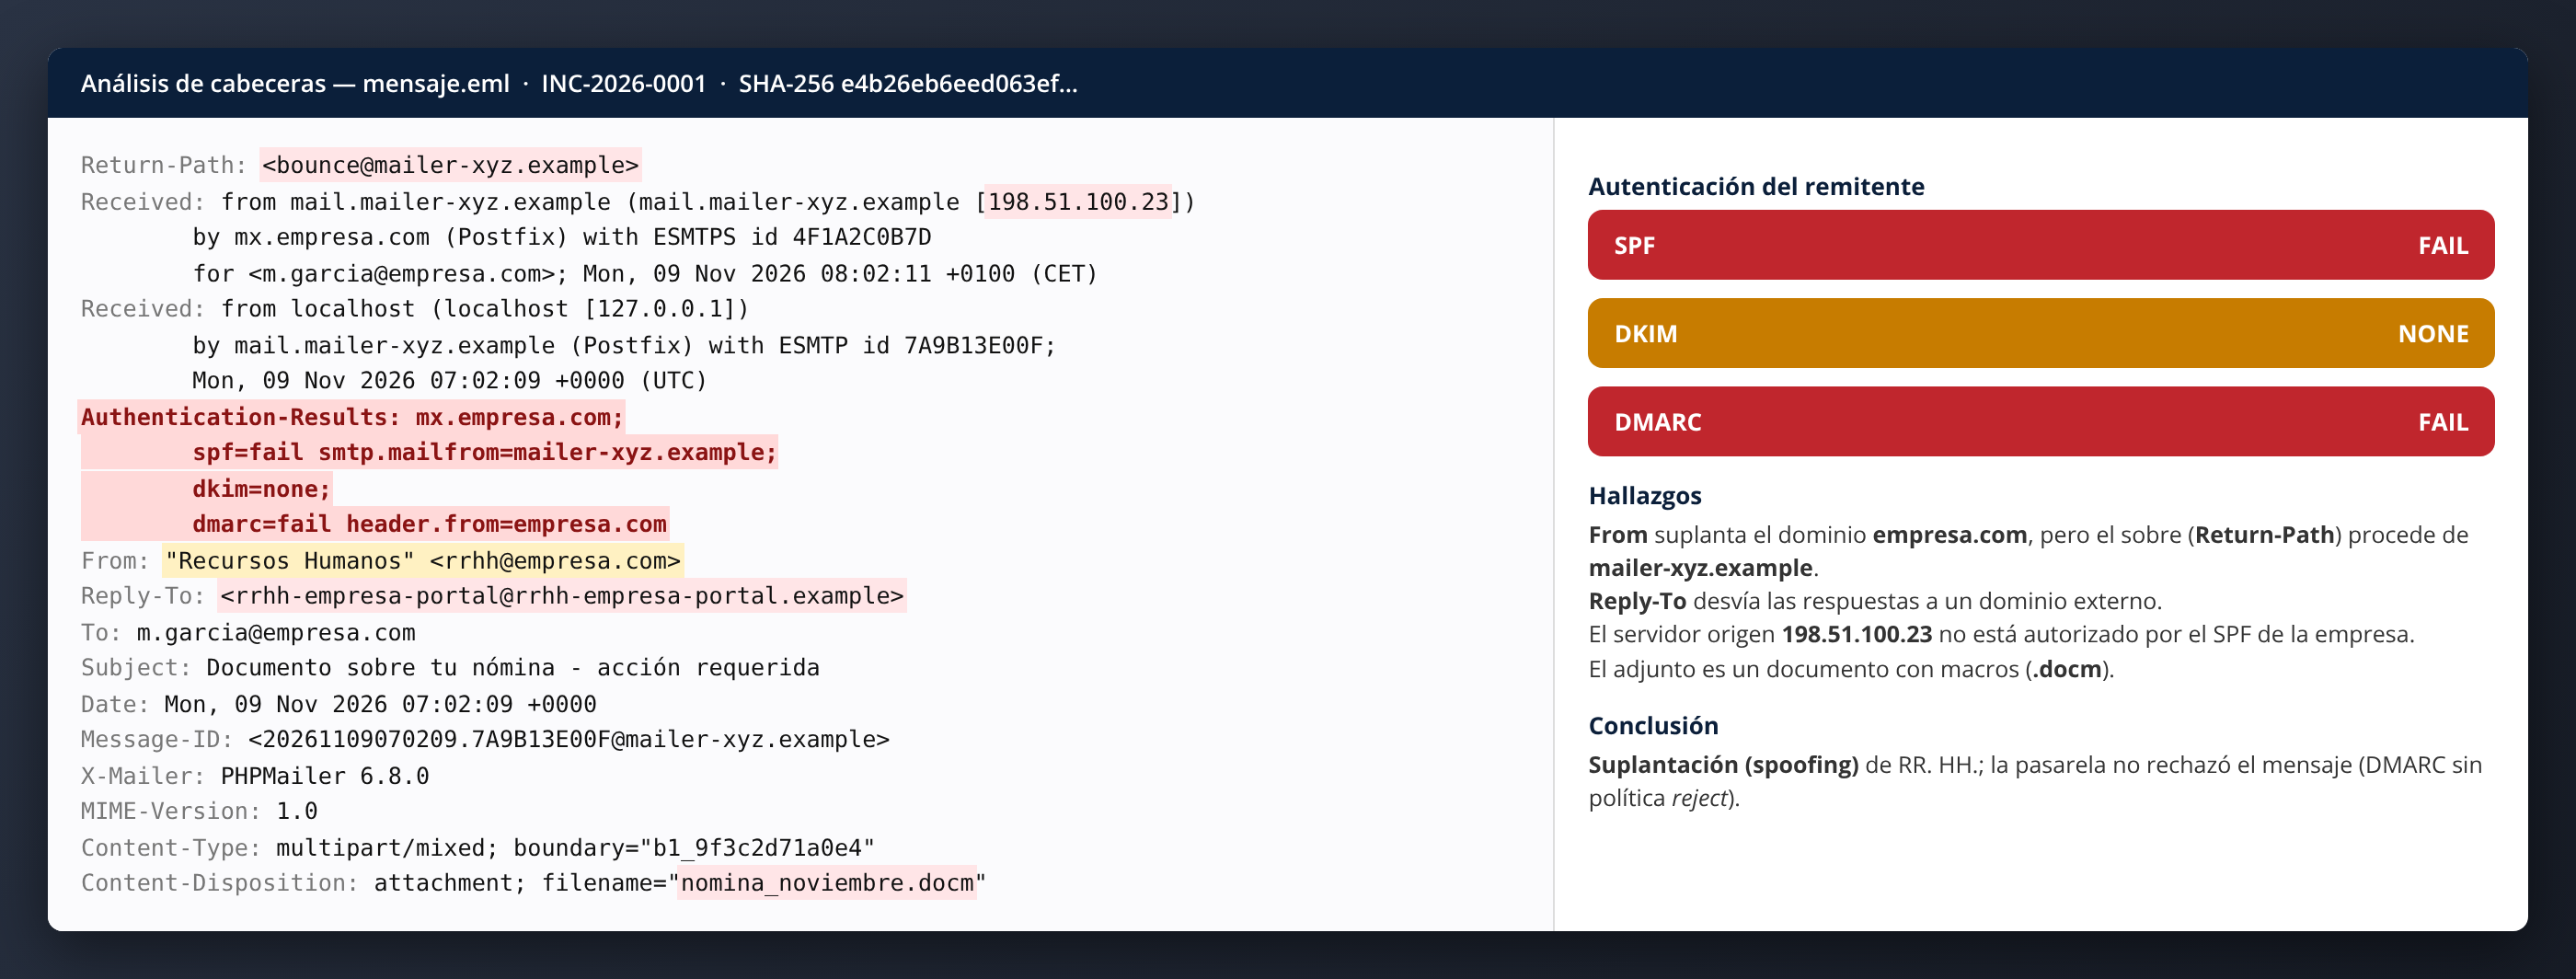 Análisis de cabeceras — mensaje.eml · INC-2026-0001 · SHA-256 e4b26eb6eed063ef...
Return-Path: <bounce@mailer-xyz.example>
Received: from mail.mailer-xyz.example (mail.mailer-xyz.example [198.51.100.23])
by mx.empresa.com (Postfix) with ESMTPS id 4F1A2C0B7D
for <m.garcia@empresa.com>; Mon, 09 Nov 2026 08:02:11 +0100 (CET)
Received: from localhost (localhost [127.0.0.1])
by mail.mailer-xyz.example (Postfix) with ESMTP id 7A9B13E00F;
Mon, 09 Nov 2026 07:02:09 +0000 (UTC)
Authentication-Results: mx.empresa.com;
spf=fail smtp.mailfrom=mailer-xyz.example;
dkim=none;
dmarc=fail header.from=empresa.com
From: "Recursos Humanos" <rrhh@empresa.com>
Reply-To: <rrhh-empresa-portal@rrhh-empresa-portal.example>
To: m.garcia@empresa.com
Subject: Documento sobre tu nómina - acción requerida
Date: Mon, 09 Nov 2026 07:02:09 +0000
Message-ID: <20261109070209.7A9B13E00F@mailer-xyz.example>
X-Mailer: PHPMailer 6.8.0
MIME-Version: 1.0
Content-Type: multipart/mixed; boundary="b1_9f3c2d71a0e4"
Content-Disposition: attachment; filename="nomina_noviembre.docm"
Autenticación del remitente
SPF FAIL
DKIM NONE
DMARC FAIL
Hallazgos
From suplanta el dominio empresa.com, pero el sobre (Return-Path) procede de
mailer-xyz.example.
Reply-To desvía las respuestas a un dominio externo.
El servidor origen 198.51.100.23 no está autorizado por el SPF de la empresa.
El adjunto es un documento con macros (.docm).
Conclusión
Suplantación (spoofing) de RR. HH.; la pasarela no rechazó el mensaje (DMARC sin
política reject).